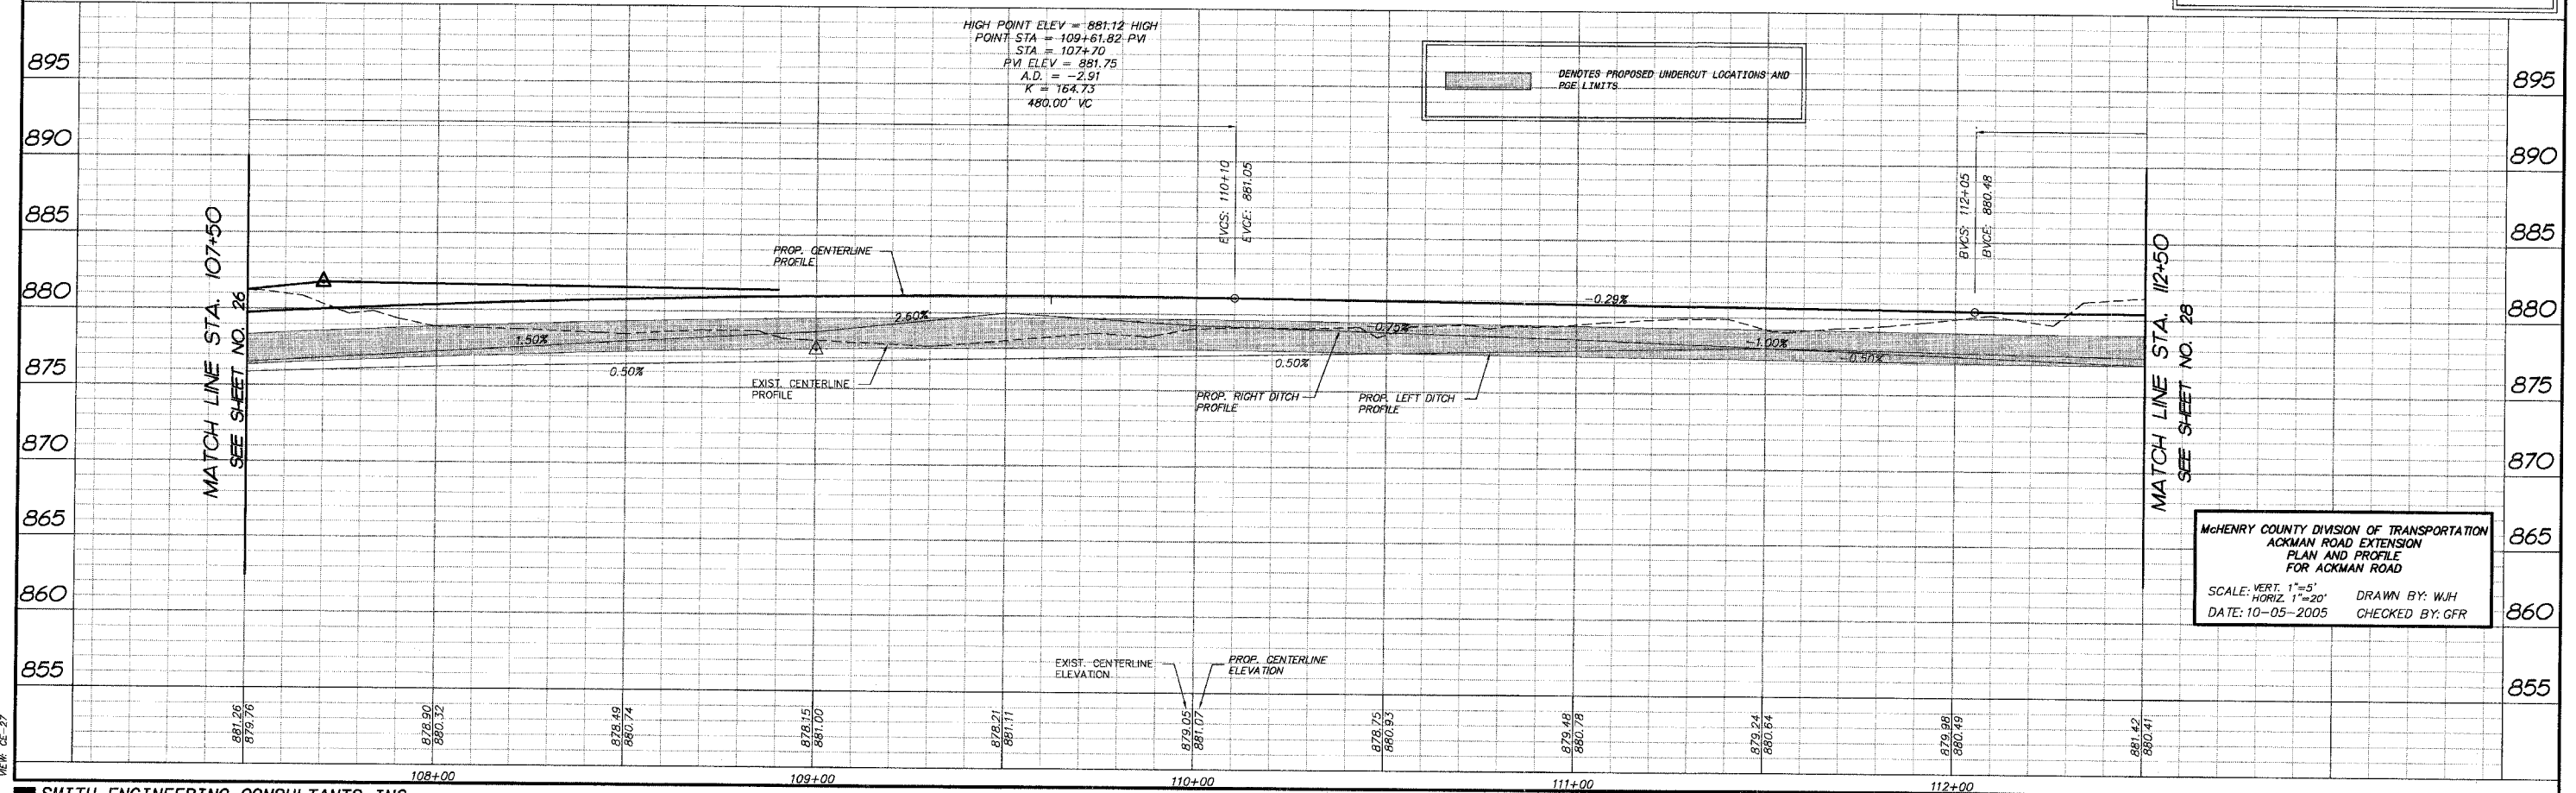 HIGH POINT ELEV = 881.12 HIGH
POINT STA = 109+61.82 PVI
STA = 107+70
PVI ELEV = 881.75
A.D. = -2.91
K = 164.73
480.00' VC
DENOTES PROPOSED UNDERCUT LOCATIONS AND
PGE LIMITS
895
890
885
880
875
870
865
860
855
895
890
885
880
875
870
865
860
855
MATCH LINE STA. 107+50
SEE SHEET NO. 26
PROP. CENTERLINE
PROFILE
EVCS: 110+10
EVCE: 881.05
BVCS: 112+05
BVCE: 880.48
MATCH LINE STA. 112+50
SEE SHEET NO. 28
-0.29%
2.60%
-0.75%
1.50%
-1.00%
-0.50%
0.50%
0.50%
EXIST. CENTERLINE
PROFILE
PROP. RIGHT DITCH
PROFILE
PROP. LEFT DITCH
PROFILE
McHENRY COUNTY DIVISION OF TRANSPORTATION
ACKMAN ROAD EXTENSION
PLAN AND PROFILE
FOR ACKMAN ROAD
SCALE: VERT. 1"=5'
HORIZ. 1"=20'
DRAWN BY: WJH
DATE: 10-05-2005
CHECKED BY: GFR
EXIST. CENTERLINE
ELEVATION
PROP. CENTERLINE
ELEVATION
881.26
879.76
878.90
880.32
878.49
880.74
878.15
881.00
878.21
881.11
879.05
881.07
878.75
880.93
879.48
880.78
879.24
880.64
879.98
880.49
881.42
880.41
108+00
109+00
110+00
111+00
112+00
VIEW: CE-27
SMITH ENGINEERING CONSULTANTS, INC.